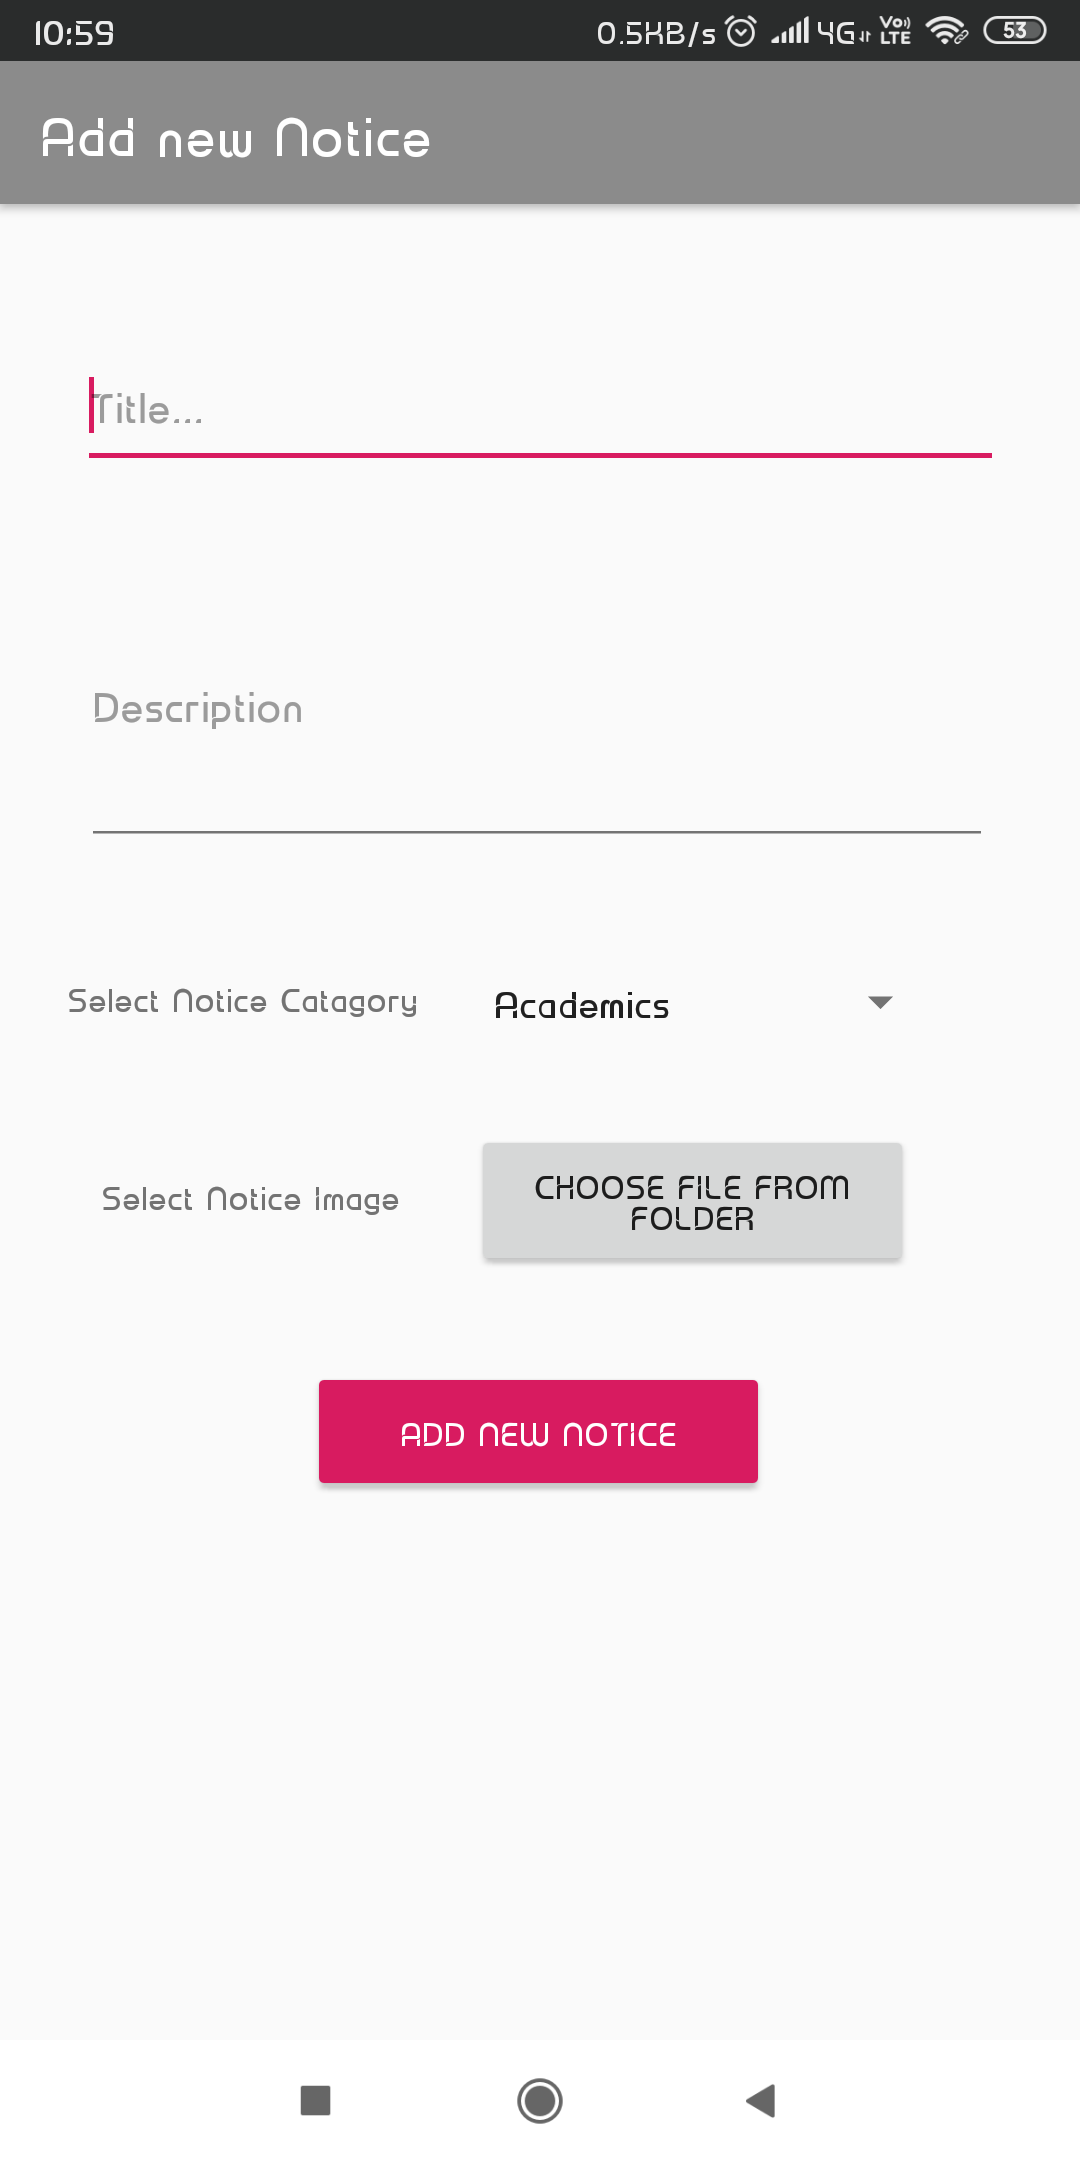 10:59 0.5KB/s 4G Vo) LTE 53
Add new Notice
Title...
Description
Select Notice Catagory Academics
Select Notice Image CHOOSE FILE FROM
FOLDER
ADD NEW NOTICE